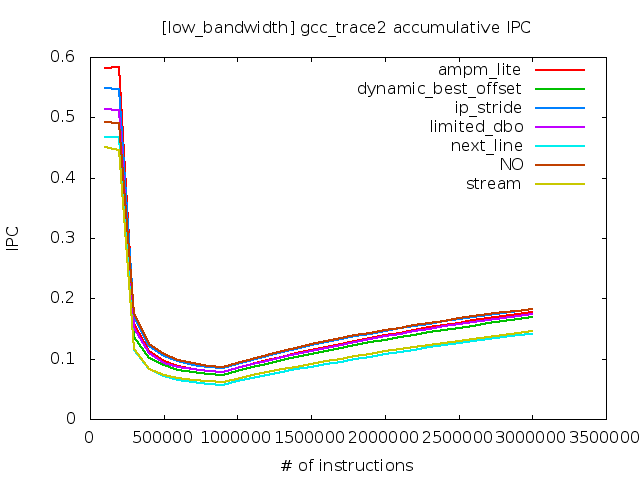 [low_bandwidth] gcc_trace2 accumulative IPC
0.6
0.5
0.4
0.3
0.2
0.1
0
IPC
ampm_lite
dynamic_best_offset
ip_stride
limited_dbo
next_line
NO
stream
0 500000 1000000 1500000 2000000 2500000 3000000 3500000
# of instructions